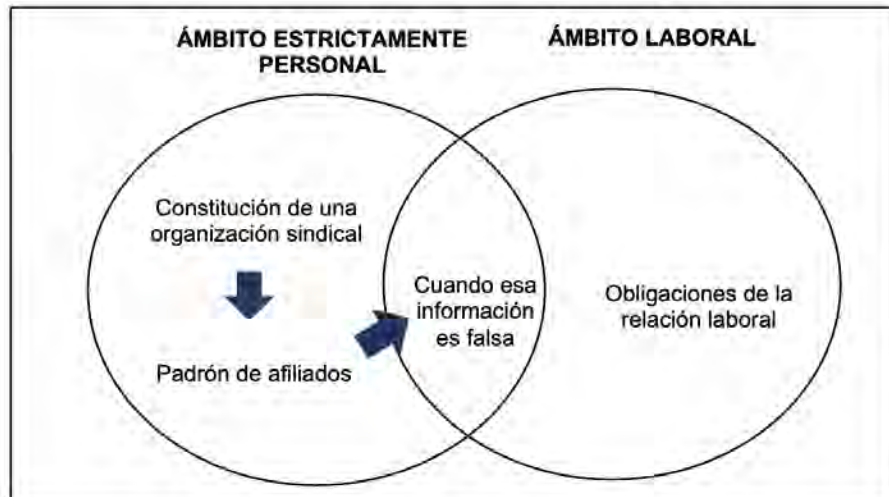 ÁMBITO ESTRICTAMENTE
PERSONAL
ÁMBITO LABORAL
Constitución de una
organización sindical
Padrón de afiliados
Cuando esa
información
es falsa
Obligaciones de la
relación laboral